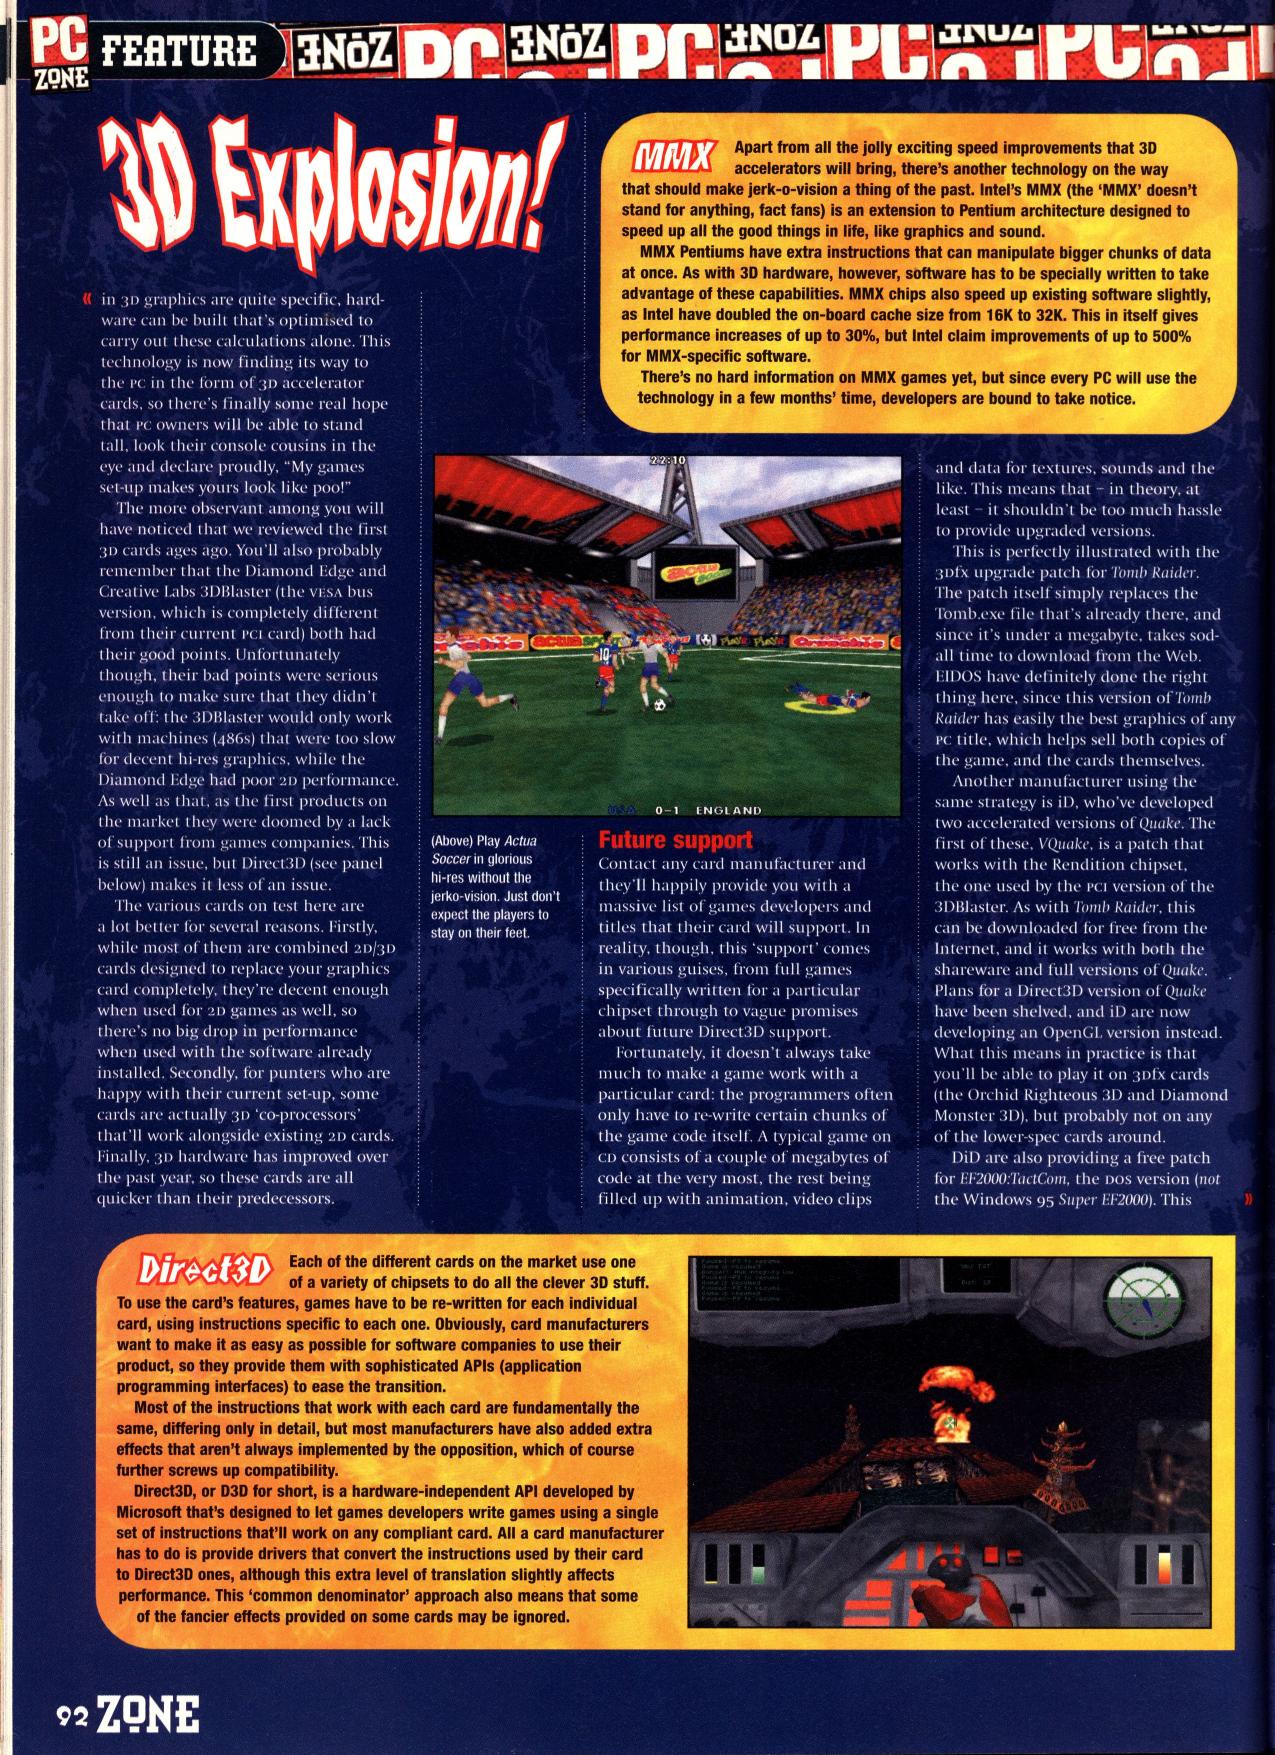 PC
ZONE
FEATURE
3D Explosion!
« in 3D graphics are quite specific, hard-
ware can be built that's optimised to
carry out these calculations alone. This
technology is now finding its way to
the PC in the form of 3D accelerator
cards, so there's finally some real hope
that PC owners will be able to stand
tall, look their console cousins in the
eye and declare proudly, “My games
set-up makes yours look like poo!”
The more observant among you will
have noticed that we reviewed the first
3D cards ages ago. You'll also probably
remember that the Diamond Edge and
Creative Labs 3DBlaster (the VESA bus
version, which is completely different
from their current PCI card) both had
their good points. Unfortunately
though, their bad points were serious
enough to make sure that they didn't
take off: the 3DBlaster would only work
with machines (486s) that were too slow
for decent hi-res graphics, while the
Diamond Edge had poor 2D performance.
As well as that, as the first products on
the market they were doomed by a lack
of support from games companies. This
is still an issue, but Direct3D (see panel
below) makes it less of an issue.
The various cards on test here are
a lot better for several reasons. Firstly,
while most of them are combined 2D/3D
cards designed to replace your graphics
card completely, they're decent enough
when used for 2D games as well, so
there's no big drop in performance
when used with the software already
installed. Secondly, for punters who are
happy with their current set-up, some
cards are actually 3D ‘co-processors’
that'll work alongside existing 2D cards.
Finally, 3D hardware has improved over
the past year, so these cards are all
quicker than their predecessors.
MMX
Apart from all the jolly exciting speed improvements that 3D
accelerators will bring, there's another technology on the way
that should make jerk-o-vision a thing of the past. Intel's MMX (the ‘MMX’ doesn't
stand for anything, fact fans) is an extension to Pentium architecture designed to
speed up all the good things in life, like graphics and sound.
MMX Pentiums have extra instructions that can manipulate bigger chunks of data
at once. As with 3D hardware, however, software has to be specially written to take
advantage of these capabilities. MMX chips also speed up existing software slightly,
as Intel have doubled the on-board cache size from 16K to 32K. This in itself gives
performance increases of up to 30%, but Intel claim improvements of up to 500%
for MMX-specific software.
There's no hard information on MMX games yet, but since every PC will use the
technology in a few months' time, developers are bound to take notice.
22:10
actua
soccer
USA 0-1 ENGLAND
(Above) Play Actua
Soccer in glorious
hi-res without the
jerko-vision. Just don't
expect the players to
stay on their feet.
Future support
Contact any card manufacturer and
they'll happily provide you with a
massive list of games developers and
titles that their card will support. In
reality, though, this ‘support’ comes
in various guises, from full games
specifically written for a particular
chipset through to vague promises
about future Direct3D support.
Fortunately, it doesn't always take
much to make a game work with a
particular card: the programmers often
only have to re-write certain chunks of
the game code itself. A typical game on
CD consists of a couple of megabytes of
code at the very most, the rest being
filled up with animation, video clips
and data for textures, sounds and the
like. This means that – in theory, at
least – it shouldn't be too much hassle
to provide upgraded versions.
This is perfectly illustrated with the
3Dfx upgrade patch for Tomb Raider.
The patch itself simply replaces the
Tomb.exe file that's already there, and
since it's under a megabyte, takes sod-
all time to download from the Web.
EIDOS have definitely done the right
thing here, since this version of Tomb
Raider has easily the best graphics of any
PC title, which helps sell both copies of
the game, and the cards themselves.
Another manufacturer using the
same strategy is iD, who've developed
two accelerated versions of Quake. The
first of these, VQuake, is a patch that
works with the Rendition chipset,
the one used by the PCI version of the
3DBlaster. As with Tomb Raider, this
can be downloaded for free from the
Internet, and it works with both the
shareware and full versions of Quake.
Plans for a Direct3D version of Quake
have been shelved, and iD are now
developing an OpenGL version instead.
What this means in practice is that
you'll be able to play it on 3Dfx cards
(the Orchid Righteous 3D and Diamond
Monster 3D), but probably not on any
of the lower-spec cards around.
DiD are also providing a free patch
for EF2000:TactCom, the DOS version (not
the Windows 95 Super EF2000). This »
Direct3D
Each of the different cards on the market use one
of a variety of chipsets to do all the clever 3D stuff.
To use the card's features, games have to be re-written for each individual
card, using instructions specific to each one. Obviously, card manufacturers
want to make it as easy as possible for software companies to use their
product, so they provide them with sophisticated APIs (application
programming interfaces) to ease the transition.
Most of the instructions that work with each card are fundamentally the
same, differing only in detail, but most manufacturers have also added extra
effects that aren't always implemented by the opposition, which of course
further screws up compatibility.
Direct3D, or D3D for short, is a hardware-independent API developed by
Microsoft that's designed to let games developers write games using a single
set of instructions that'll work on any compliant card. All a card manufacturer
has to do is provide drivers that convert the instructions used by their card
to Direct3D ones, although this extra level of translation slightly affects
performance. This ‘common denominator’ approach also means that some
of the fancier effects provided on some cards may be ignored.
92 ZONE